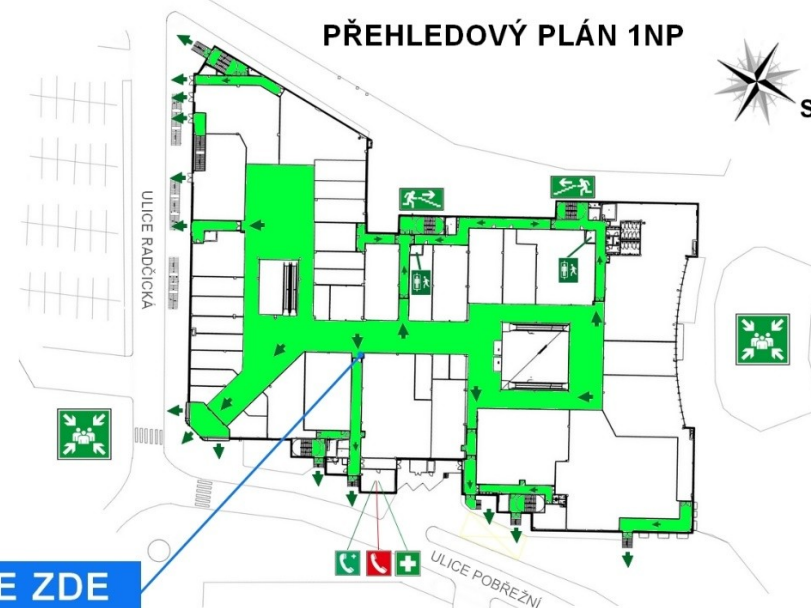 PŘEHLEDOVÝ PLÁN 1NP
S
ULICE RADČICKÁ
ULICE POBŘEŽNÍ
E ZDE